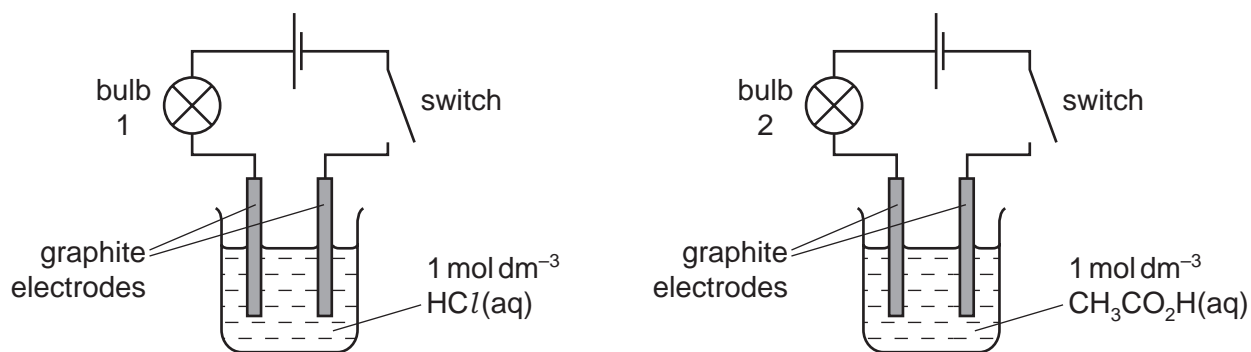 bulb
1
switch
graphite
electrodes
1 mol dm⁻³
HCl(aq)
bulb
2
switch
graphite
electrodes
1 mol dm⁻³
CH₃CO₂H(aq)